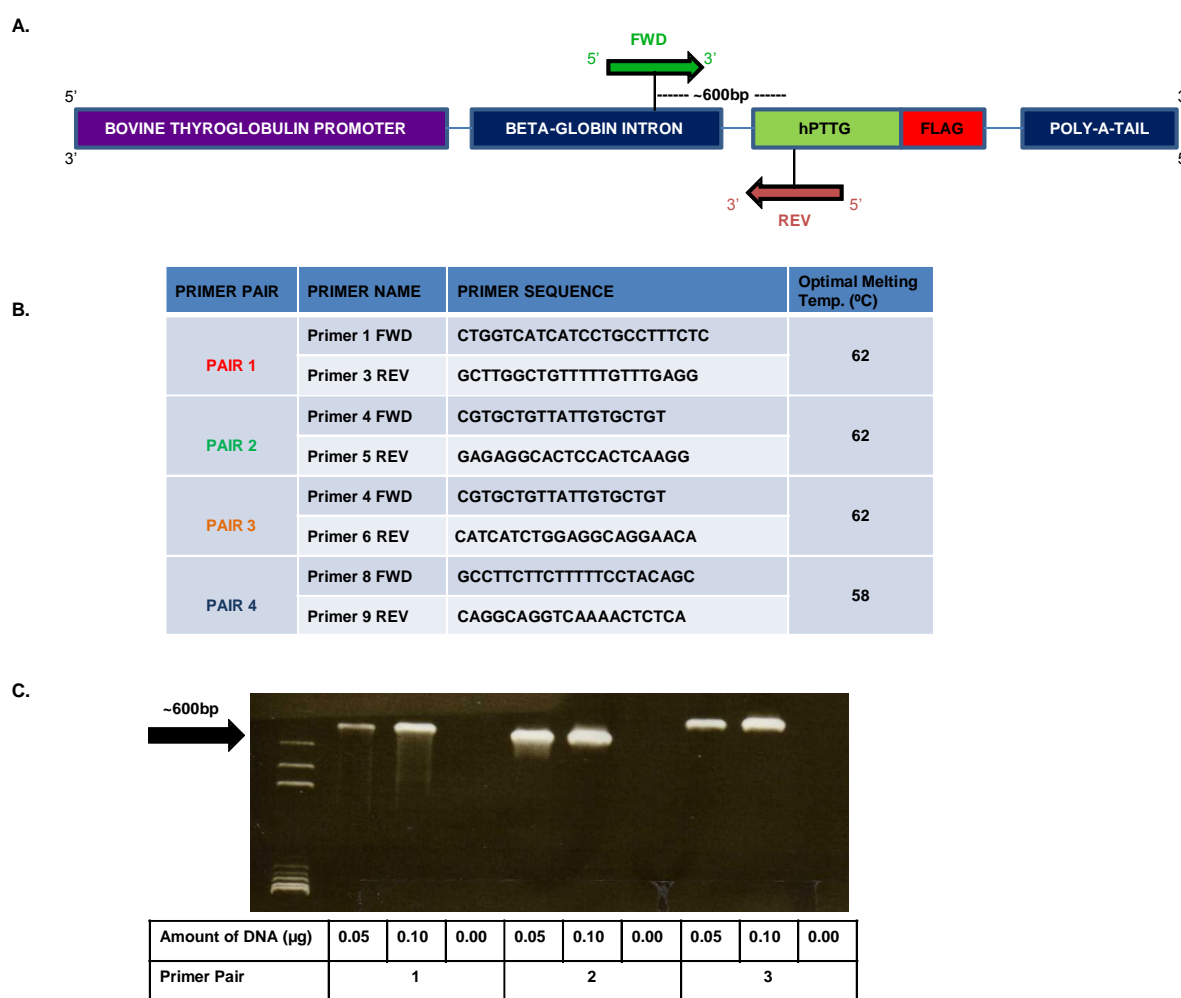 A.
FWD
5’ 3’
------ ~600bp ------
5’ 3’
BOVINE THYROGLOBULIN PROMOTER BETA-GLOBIN INTRON hPTTG FLAG POLY-A-TAIL
3’ 5’
3’ 5’
REV
B.
PRIMER PAIR PRIMER NAME PRIMER SEQUENCE Optimal Melting
Temp. (ºC)
PAIR 1 Primer 1 FWD CTGGTCATCATCCTGCCTTTCTC 62
Primer 3 REV GCTTGGCTGTTTTTGTTTGAGG
PAIR 2 Primer 4 FWD CGTGCTGTTATTGTGCTGT 62
Primer 5 REV GAGAGGCACTCCACTCAAGG
PAIR 3 Primer 4 FWD CGTGCTGTTATTGTGCTGT 62
Primer 6 REV CATCATCTGGAGGCAGGAACA
PAIR 4 Primer 8 FWD GCCTTCTTCTTTTTCCTACAGC 58
Primer 9 REV CAGGCAGGTCAAAACTCTCA
C.
~600bp
Amount of DNA (µg) 0.05 0.10 0.00 0.05 0.10 0.00 0.05 0.10 0.00
Primer Pair 1 2 3